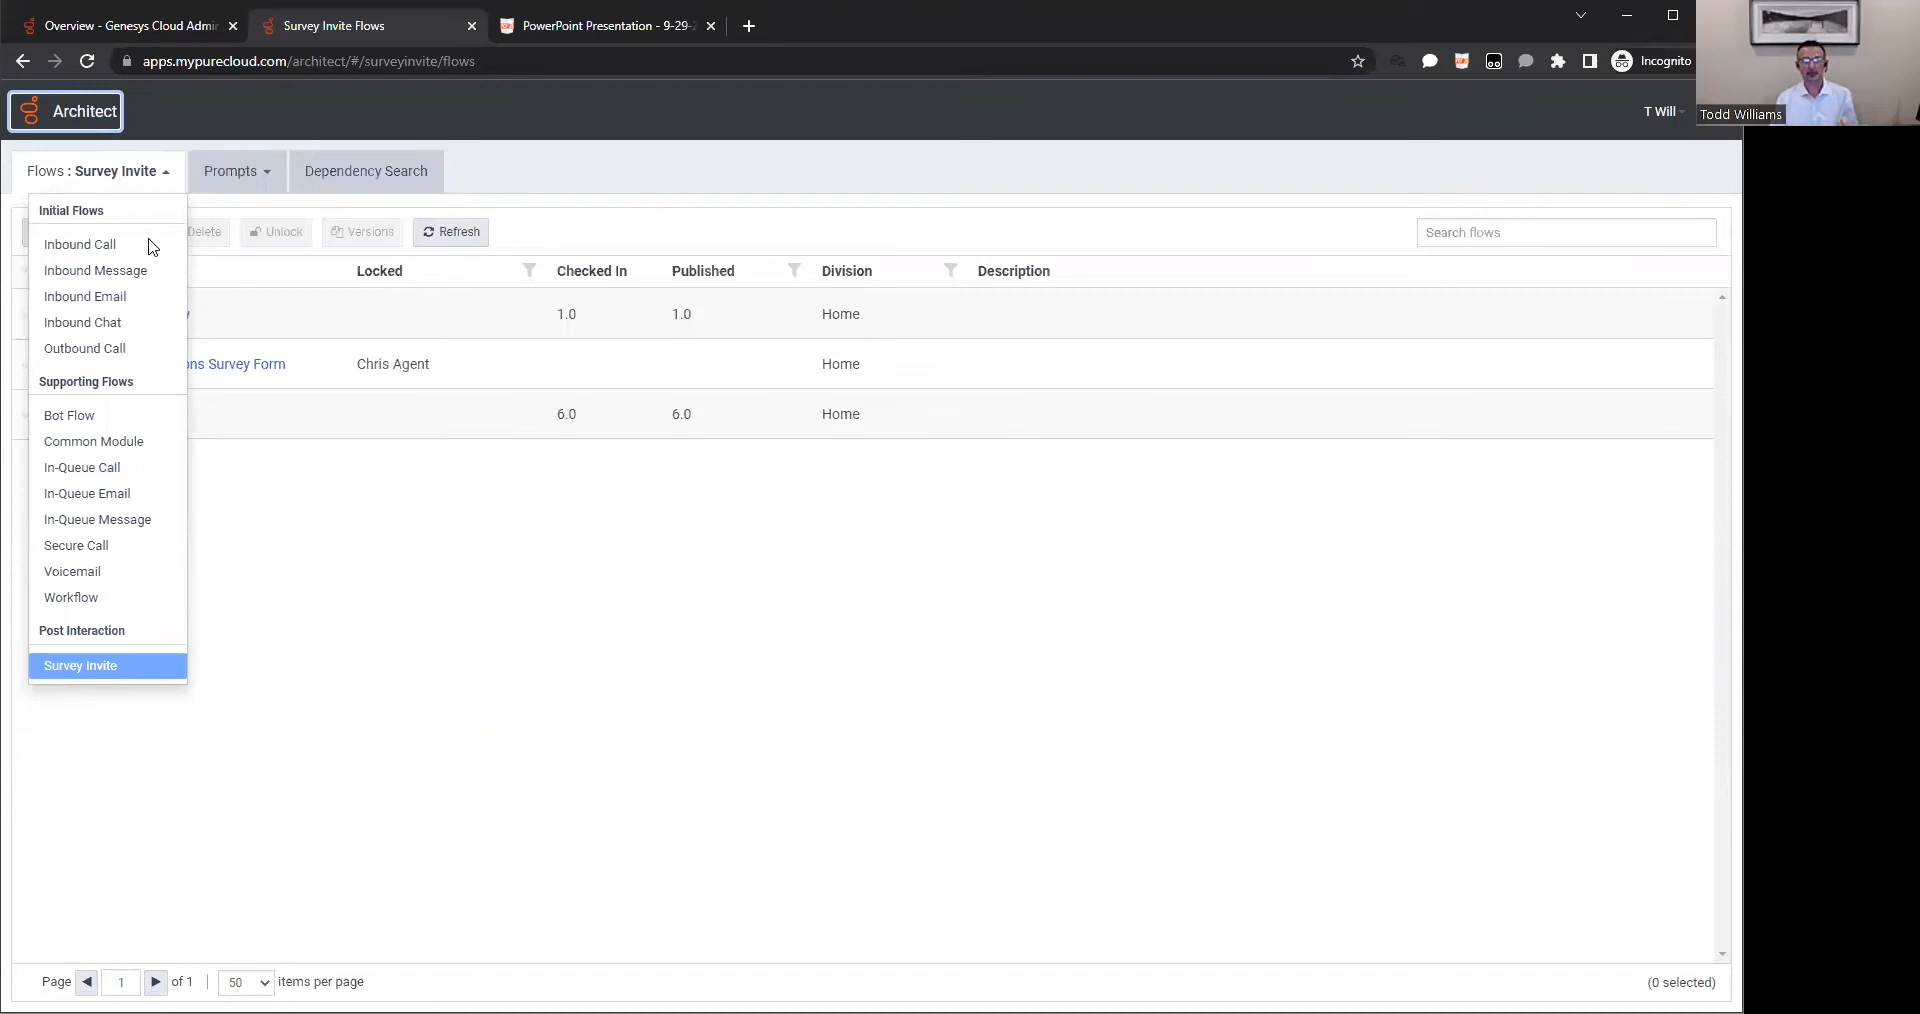 Overview - Genesys Cloud Admi
Survey Invite Flows
PowerPoint Presentation - 9-29-
apps.mypurecloud.com/architect/#/surveyinvite/flows
Incognito
Architect
T Will
Todd Williams
Flows : Survey Invite
Prompts
Dependency Search
Initial Flows
Inbound Call
Inbound Message
Inbound Email
Inbound Chat
Outbound Call
Supporting Flows
Bot Flow
Common Module
In-Queue Call
In-Queue Email
In-Queue Message
Secure Call
Voicemail
Workflow
Post Interaction
Survey Invite
Delete
Unlock
Versions
Refresh
Search flows
Locked
Checked In
Published
Division
Description
1.0
1.0
Home
ons Survey Form
Chris Agent
Home
6.0
6.0
Home
Page
1
of 1
50
items per page
(0 selected)